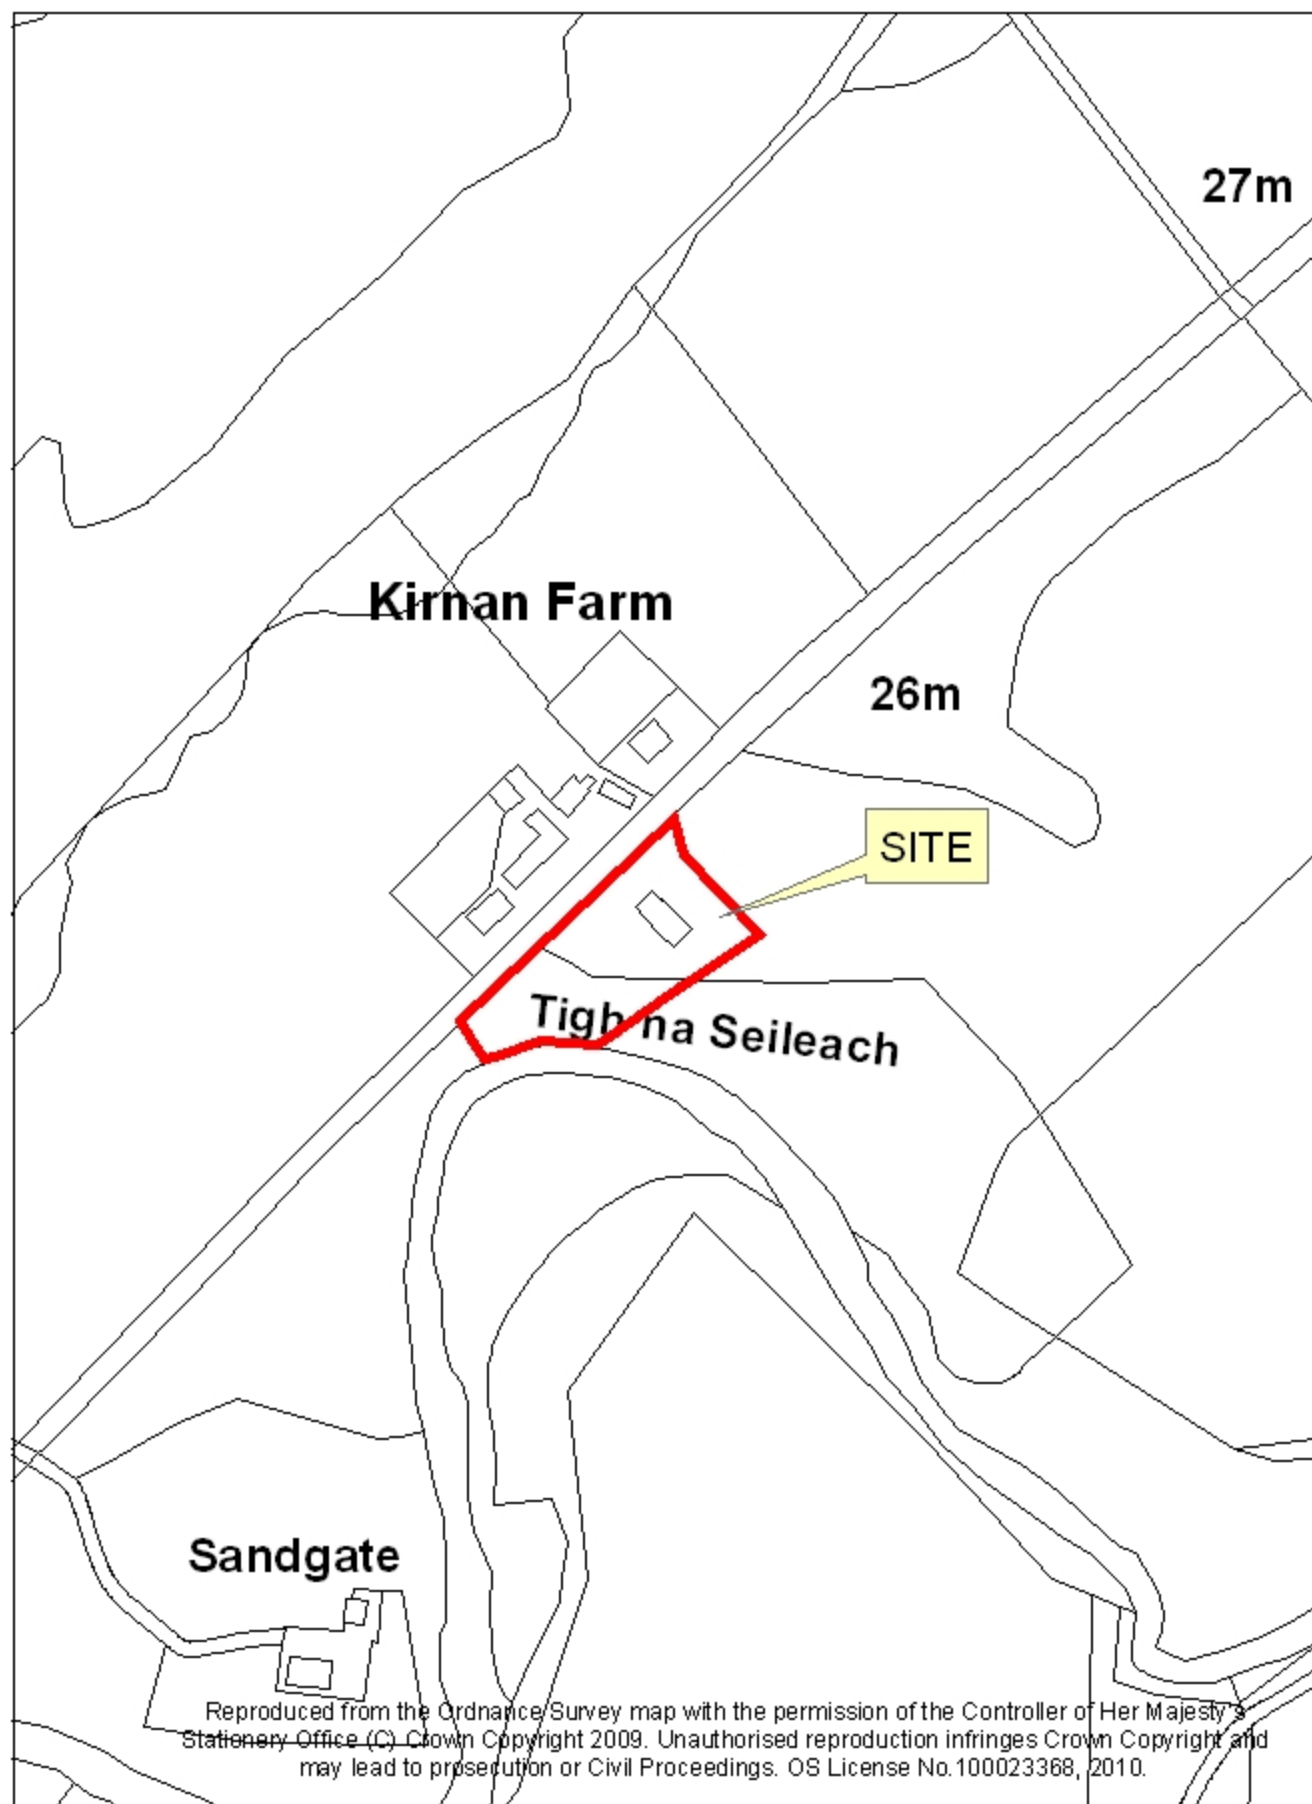 27m
Kirnan Farm
26m
SITE
Tigh na Seileach
Sandgate
Reproduced from the Ordnance Survey map with the permission of the Controller of Her Majesty's
Stationery Office (C) Crown Copyright 2009. Unauthorised reproduction infringes Crown Copyright and
may lead to prosecution or Civil Proceedings. OS License No.100023368, 2010.